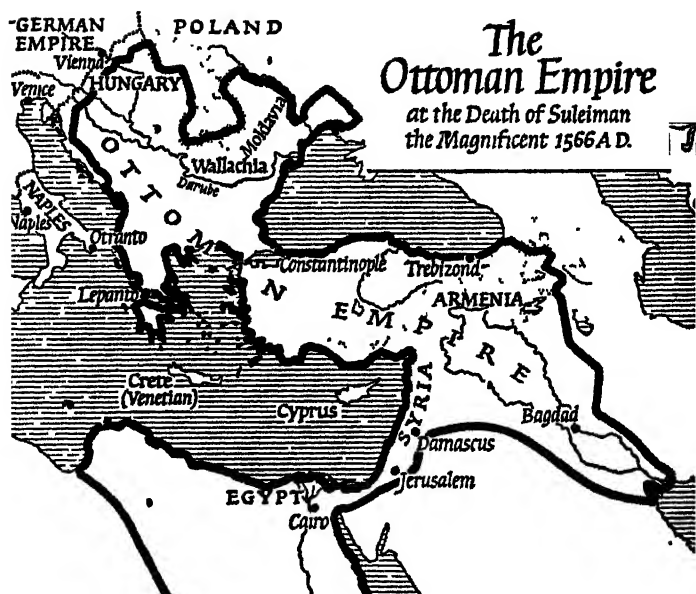 The
Ottoman Empire
at the Death of Suleiman
the Magnificent 1566 A D.
GERMAN
EMPIRE
POLAND
Vienna
HUNGARY
Venice
Moldavia
Wallachia
Danube
OTTOMAN EMPIRE
NAPLES
Naples
Otranto
Lepanto
Constantinople
Trebizond
ARMENIA
Crete
(Venetian)
Cyprus
SYRIA
Bagdad
Damascus
Jerusalem
EGYPT
Cairo